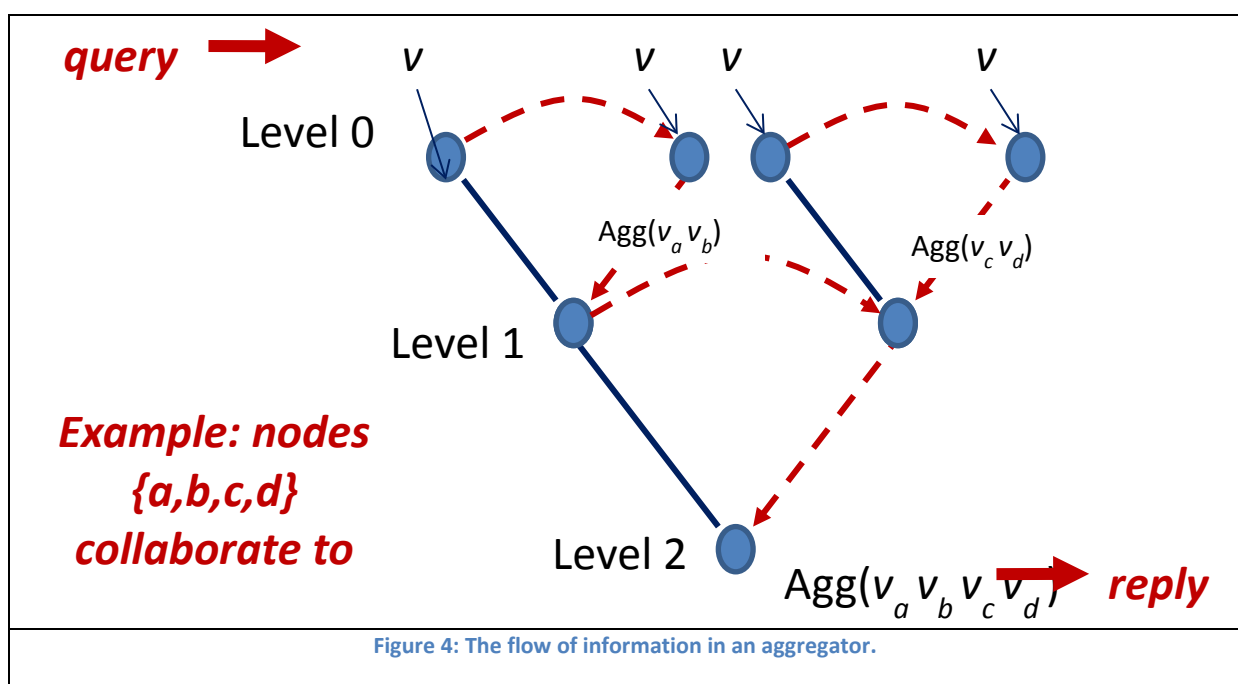 query
v v v v
Level 0
Agg(v_a v_b)
Agg(v_c v_d)
Level 1
Example: nodes
{a,b,c,d}
collaborate to
Level 2
Agg(v_a v_b v_c v_d)
reply
Figure 4: The flow of information in an aggregator.